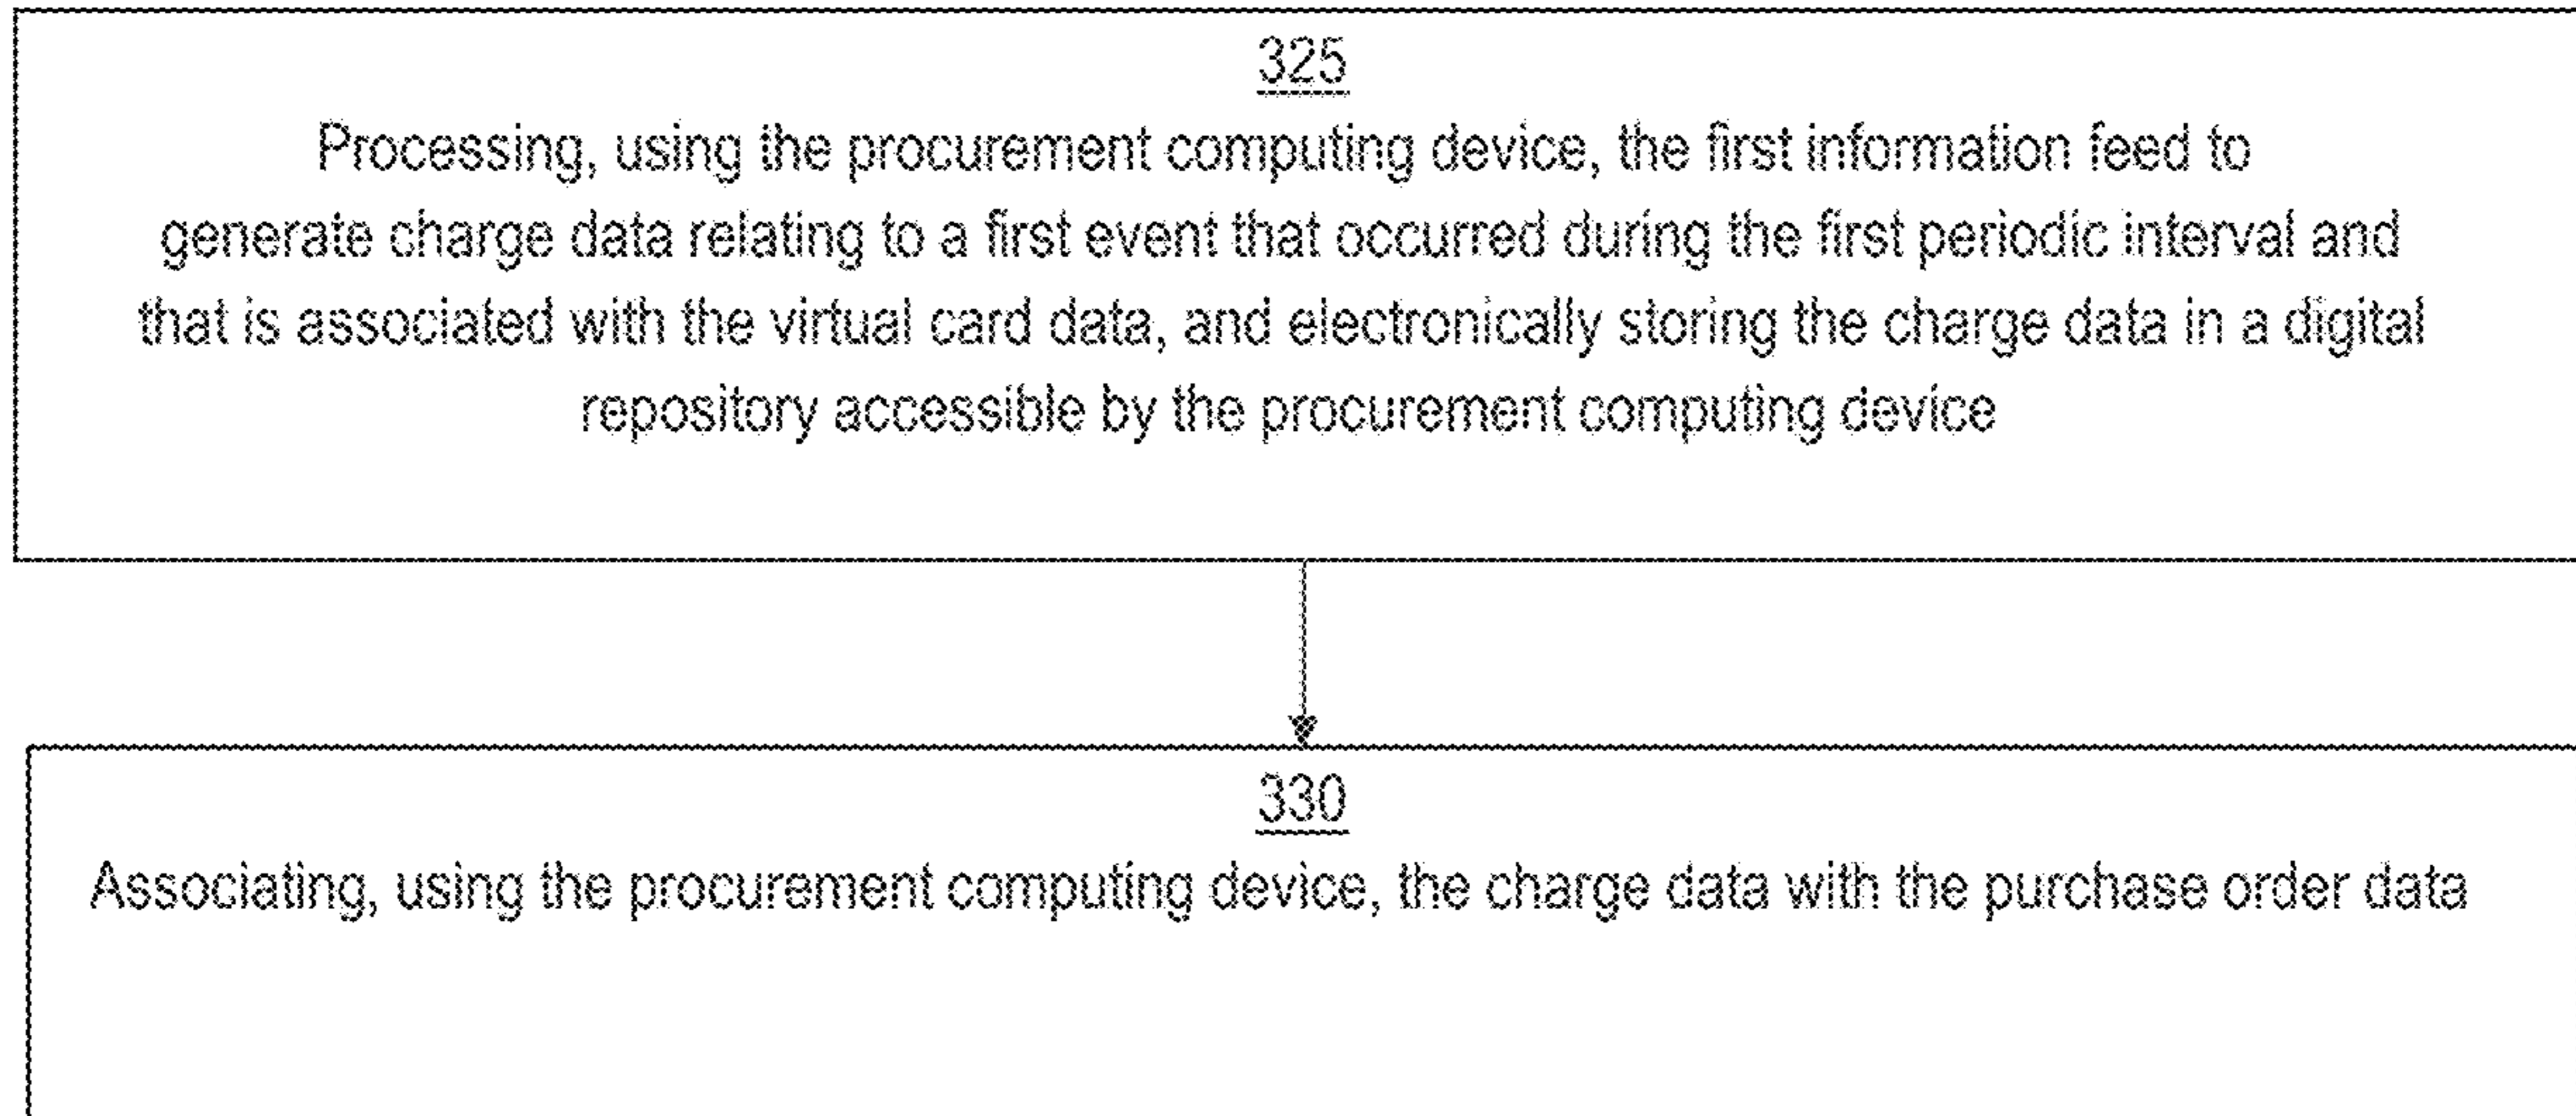 325
Processing, using the procurement computing device, the first information feed to
generate charge data relating to a first event that occurred during the first periodic interval and
that is associated with the virtual card data, and electronically storing the charge data in a digital
repository accessible by the procurement computing device
330
Associating, using the procurement computing device, the charge data with the purchase order data